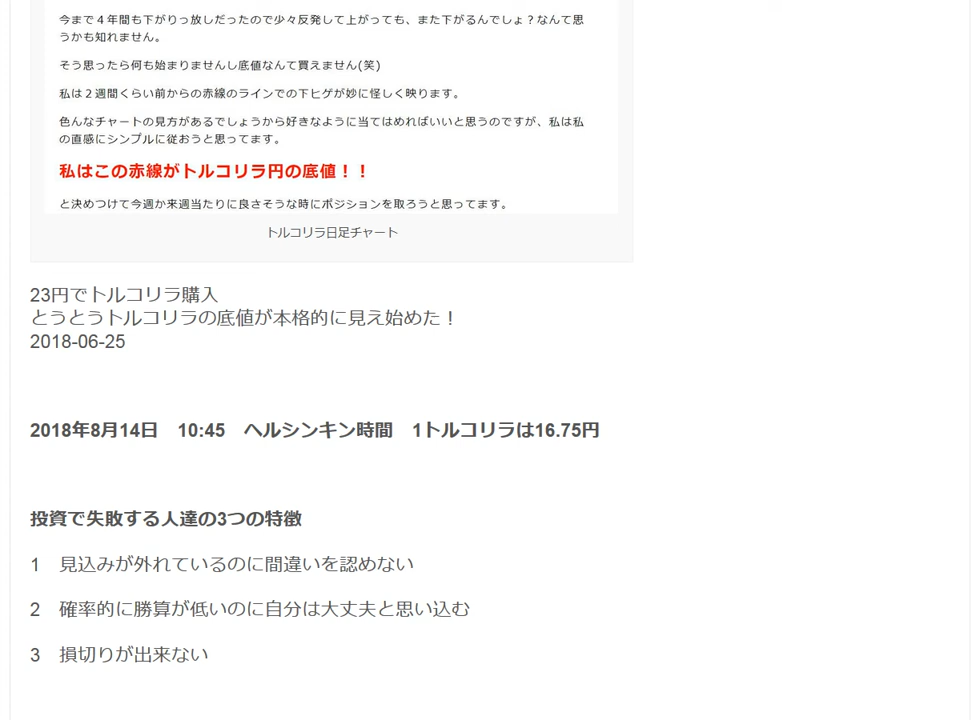 今まで４年間も下がりっ放しだったので少々反発して上がっても、また下がるんでしょ？なんて思
うかも知れません。
そう思ったら何も始まりませんし底値なんて買えません(笑)
私は２週間くらい前からの赤線のラインでの下ヒゲが妙に怪しく映ります。
色んなチャートの見方があるでしょうから好きなように当てはめればいいと思うのですが、私は私
の直感にシンプルに従おうと思ってます。
私はこの赤線がトルコリラ円の底値！！
と決めつけて今週か来週当たりに良さそうな時にポジションを取ろうと思ってます。
トルコリラ日足チャート
23円でトルコリラ購入
とうとうトルコリラの底値が本格的に見え始めた！
2018-06-25
2018年8月14日　10:45　ヘルシンキン時間　1トルコリラは16.75円
投資で失敗する人達の3つの特徴
1　見込みが外れているのに間違いを認めない
2　確率的に勝算が低いのに自分は大丈夫と思い込む
3　損切りが出来ない